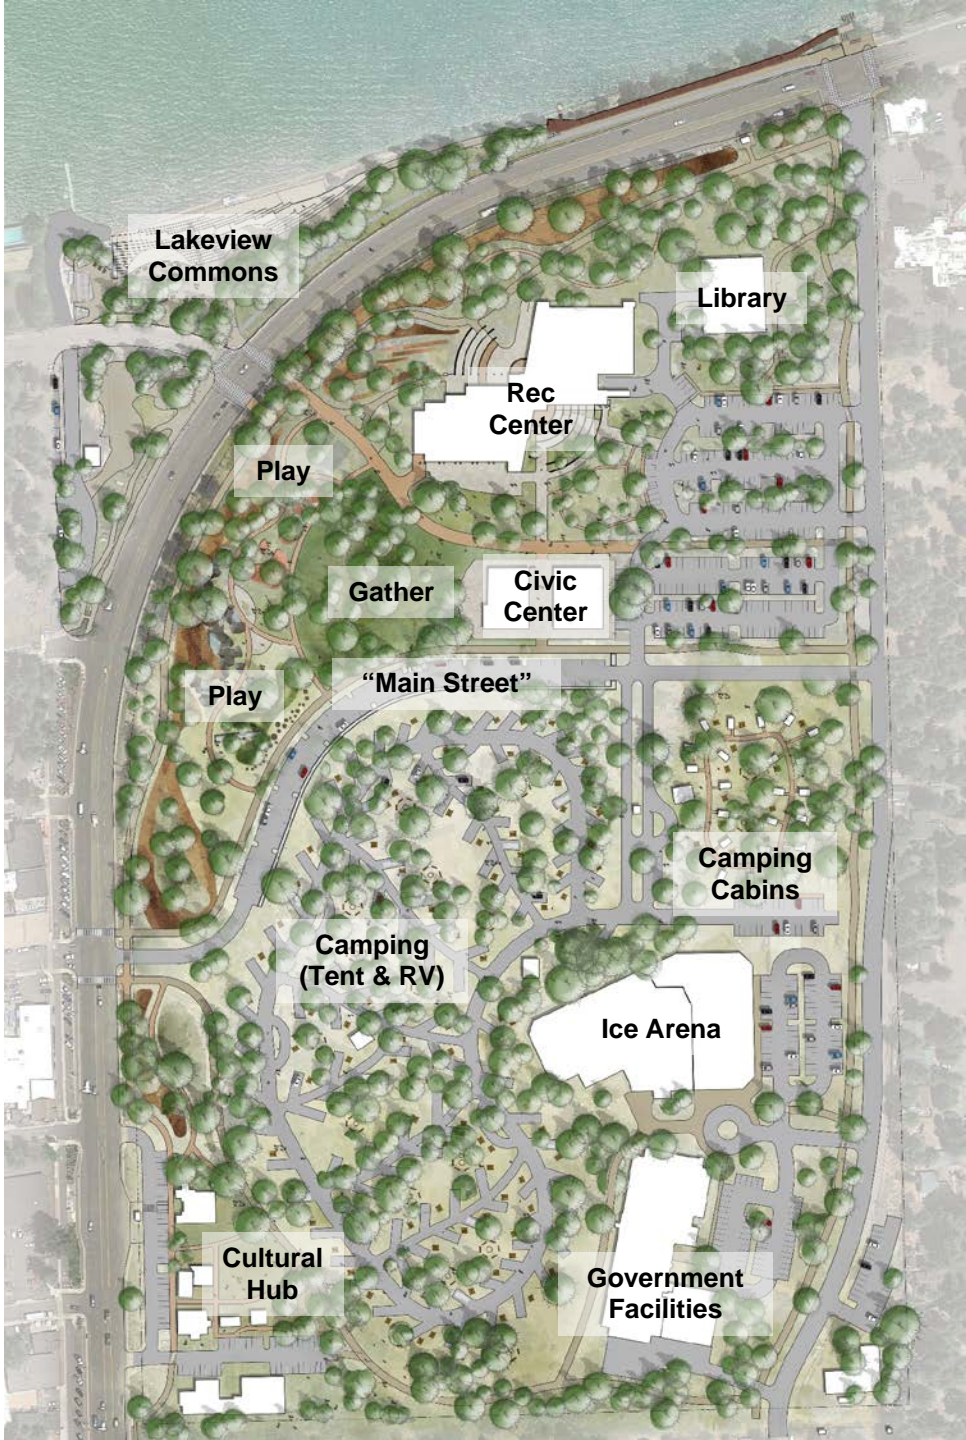 Lakeview
Commons
Library
Rec
Center
Play
Gather
Civic
Center
“Main Street”
Play
Camping
Cabins
Camping
(Tent & RV)
Ice Arena
Cultural
Hub
Government
Facilities